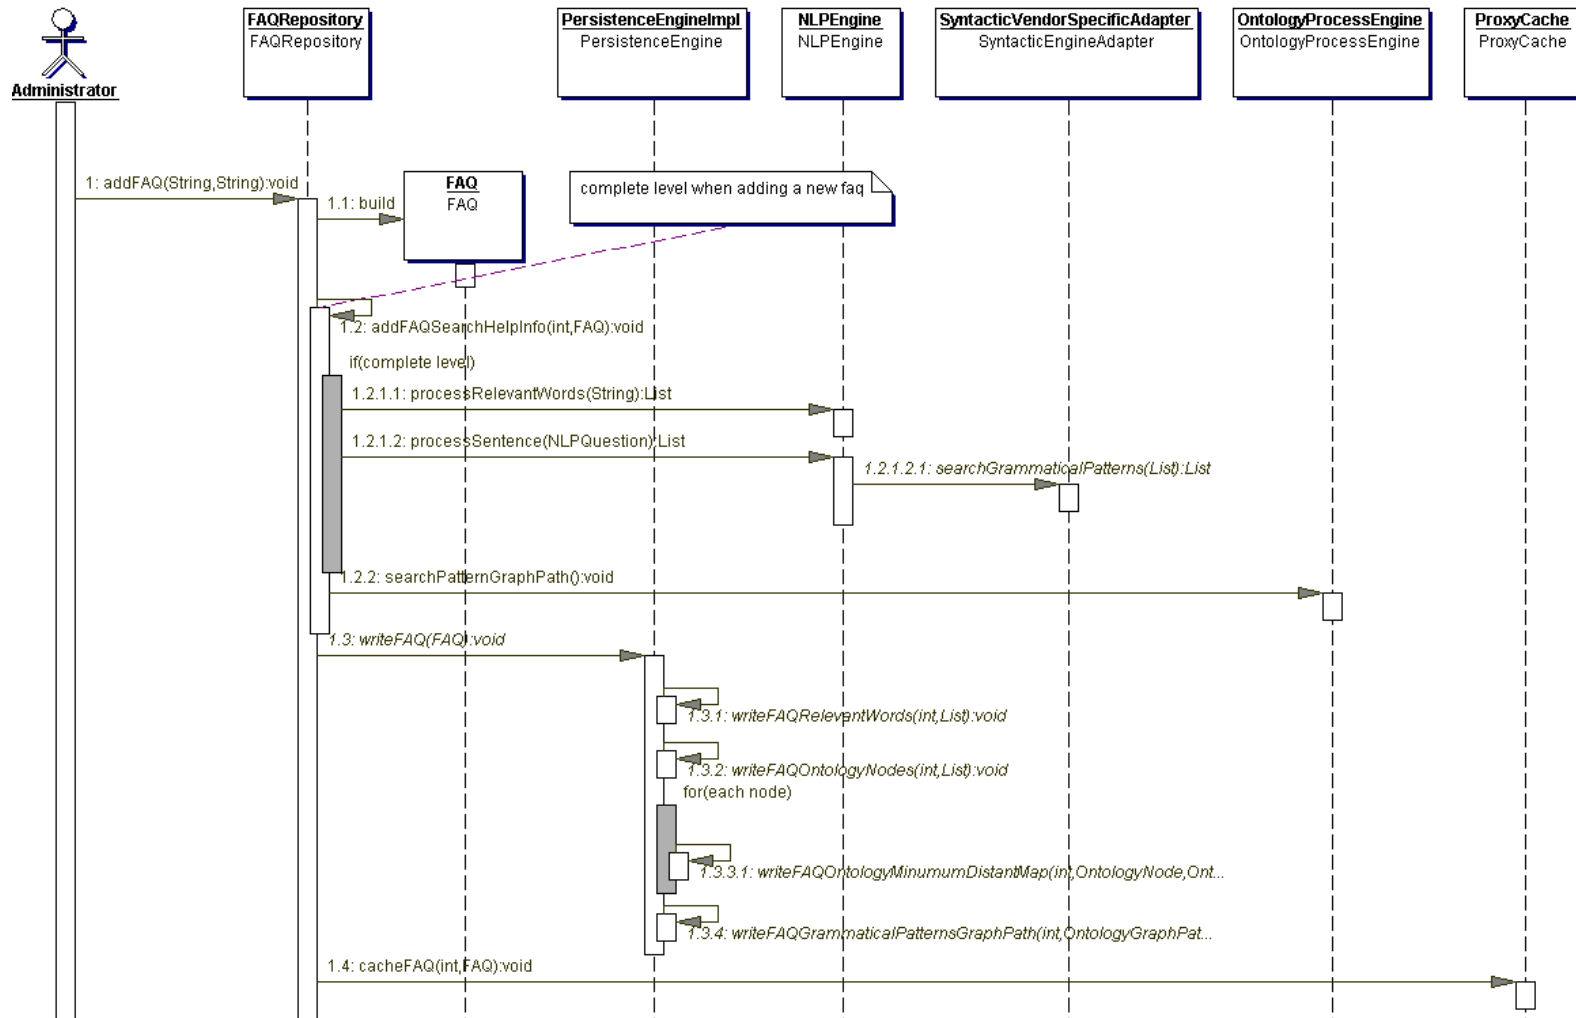 Administrator
FAQRepository
FAQRepository
PersistenceEngineImpl
PersistenceEngine
NLPEngine
NLPEngine
SyntacticVendorSpecificAdapter
SyntacticEngineAdapter
OntologyProcessEngine
OntologyProcessEngine
ProxyCache
ProxyCache
1: addFAQ(String,String):void
1.1: build
FAQ
FAQ
complete level when adding a new faq
1.2: addFAQSearchHelpInfo(int,FAQ):void
if(complete level)
1.2.1.1: processRelevantWords(String):List
1.2.1.2: processSentence(NLPQuestion):List
1.2.1.2.1: searchGrammaticalPatterns(List):List
1.2.2: searchPatternGraphPath():void
1.3: writeFAQ(FAQ):void
1.3.1: writeFAQRelevantWords(int,List):void
1.3.2: writeFAQOntologyNodes(int,List):void
for(each node)
1.3.3.1: writeFAQOntologyMinumumDistantMap(int,OntologyNode,Ont...
1.3.4: writeFAQGrammaticalPatternsGraphPath(int,OntologyGraphPat...
1.4: cacheFAQ(int,FAQ):void